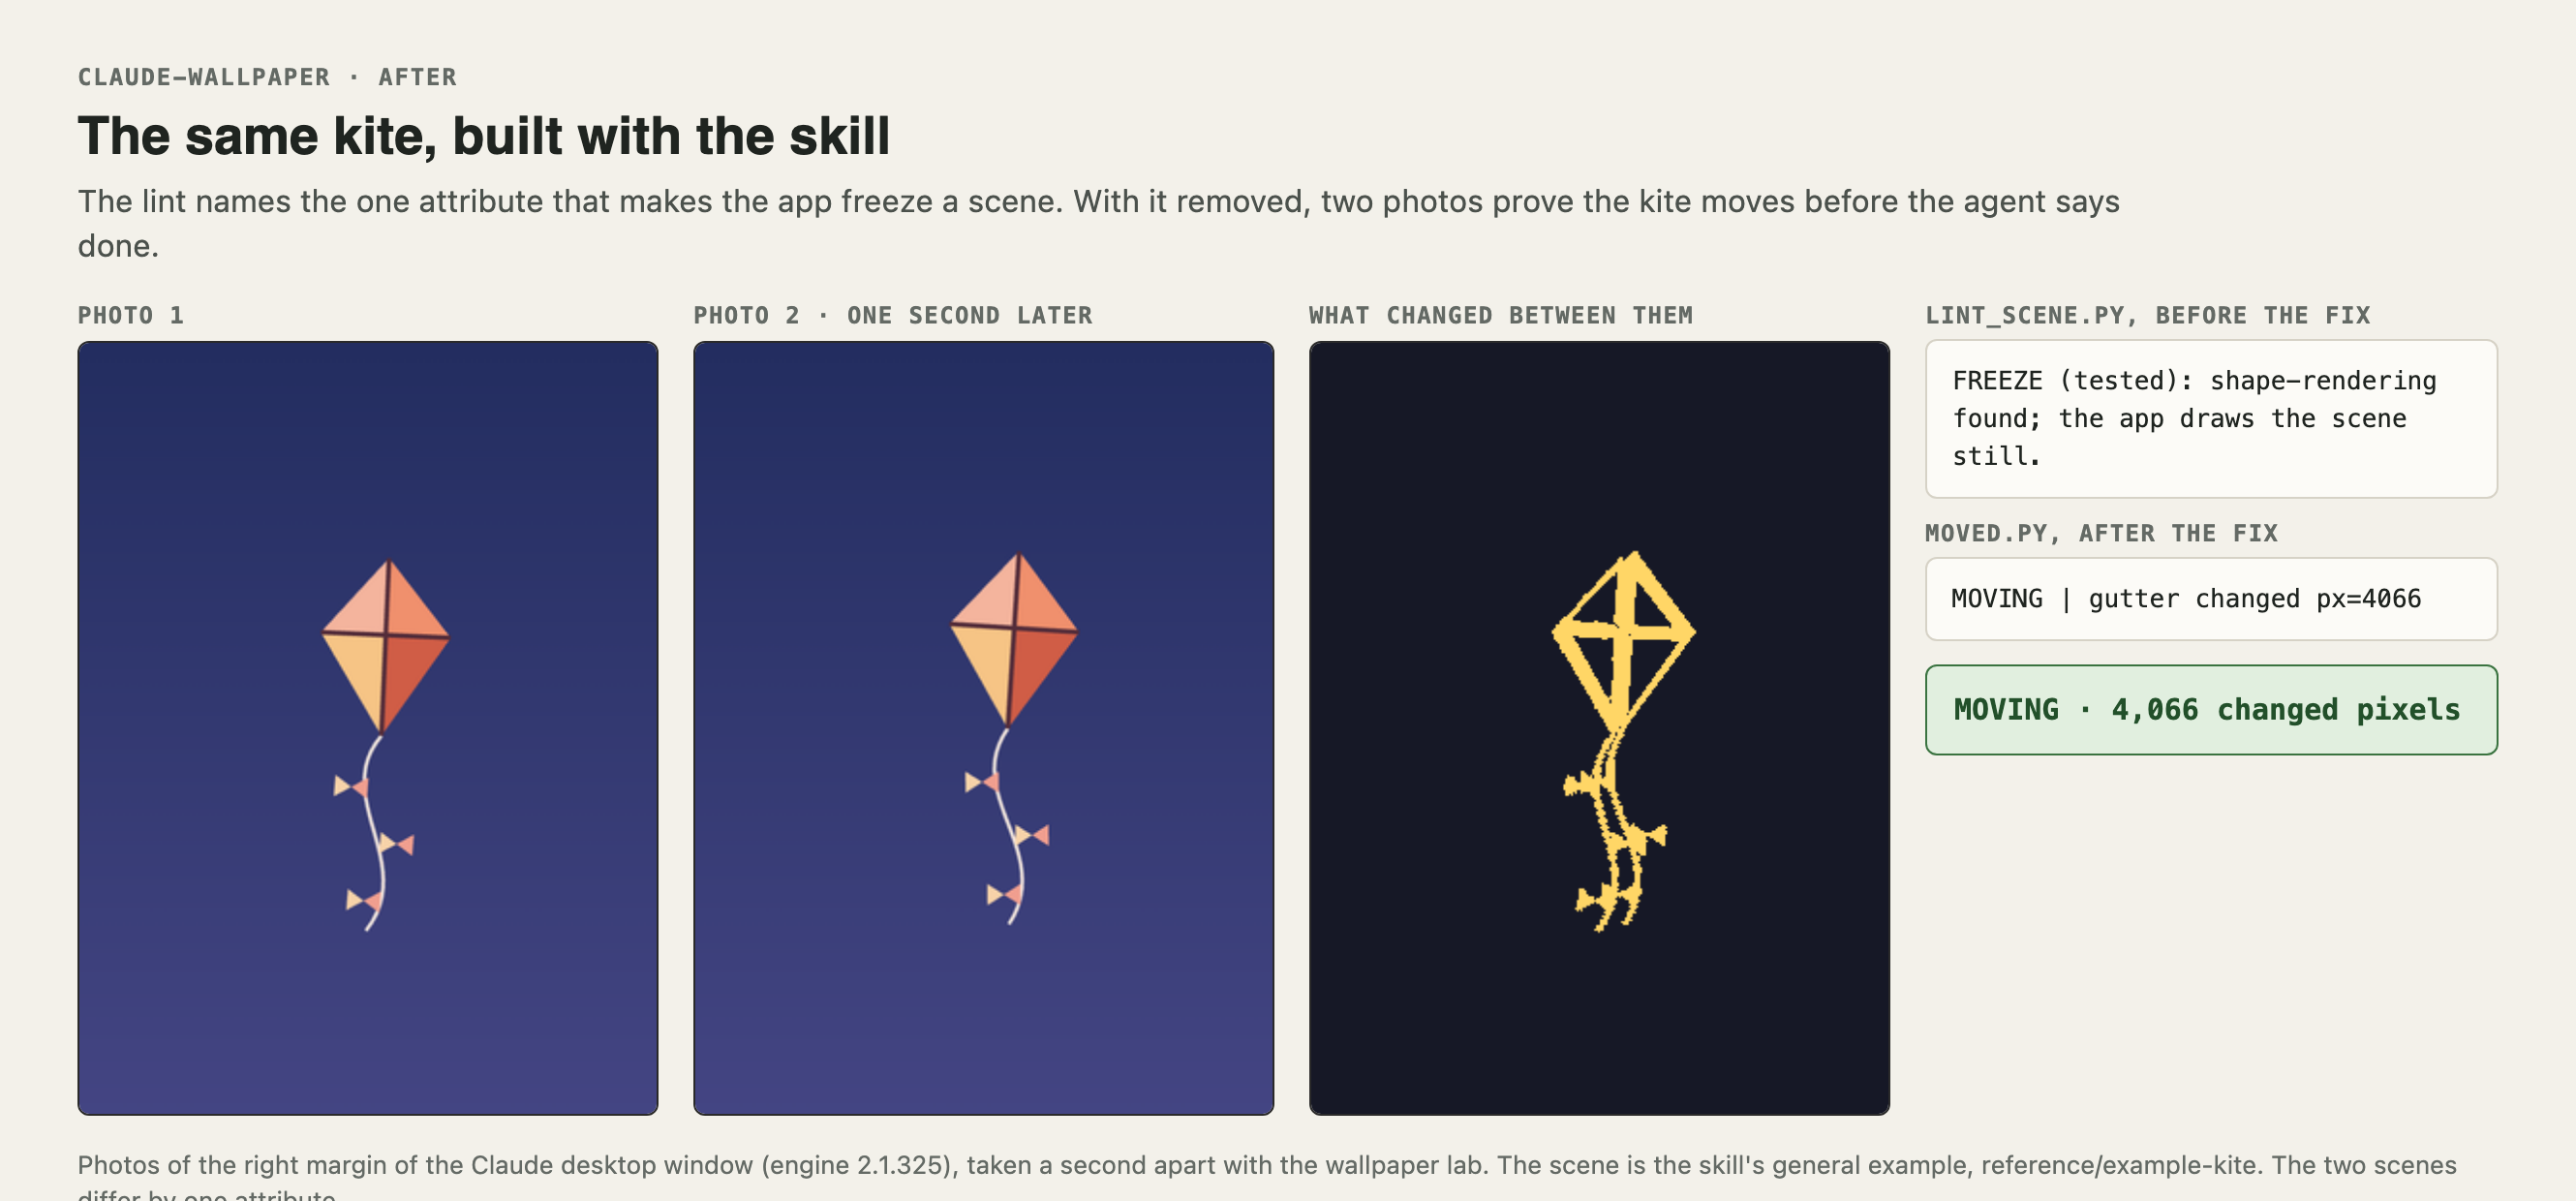 CLAUDE-WALLPAPER · AFTER
The same kite, built with the skill
The lint names the one attribute that makes the app freeze a scene. With it removed, two photos prove the kite moves before the agent says
done.
PHOTO 1
PHOTO 2 · ONE SECOND LATER
WHAT CHANGED BETWEEN THEM
LINT_SCENE.PY, BEFORE THE FIX
FREEZE (tested): shape-rendering
found; the app draws the scene
still.
MOVED.PY, AFTER THE FIX
MOVING | gutter changed px=4066
MOVING · 4,066 changed pixels
Photos of the right margin of the Claude desktop window (engine 2.1.325), taken a second apart with the wallpaper lab. The scene is the skill's general example, reference/example-kite. The two scenes
differ by one attribute.